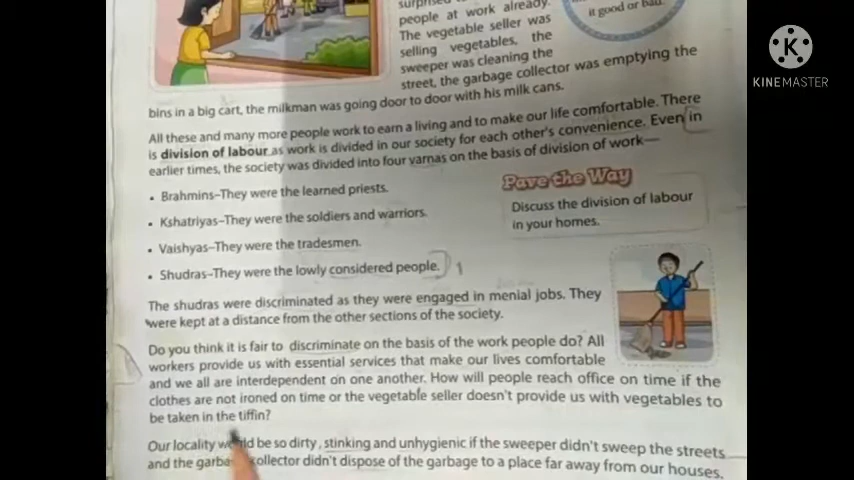 surprised
people at work already.
The vegetable seller was
selling vegetables, the
sweeper was cleaning the
street, the garbage collector was emptying the
bins in a big cart, the milkman was going door to door with his milk cans.
it good or bad.
KINEMASTER
All these and many more people work to earn a living and to make our life comfortable. There
is division of labour as work is divided in our society for each other's convenience. Even in
earlier times, the society was divided into four varnas on the basis of division of work—
• Brahmins–They were the learned priests.
• Kshatriyas–They were the soldiers and warriors.
• Vaishyas–They were the tradesmen.
• Shudras–They were the lowly considered people.
Pave the Way
Discuss the division of labour
in your homes.
The shudras were discriminated as they were engaged in menial jobs. They
were kept at a distance from the other sections of the society.
Do you think it is fair to discriminate on the basis of the work people do? All
workers provide us with essential services that make our lives comfortable
and we all are interdependent on one another. How will people reach office on time if the
clothes are not ironed on time or the vegetable seller doesn't provide us with vegetables to
be taken in the tiffin?
Our locality would be so dirty, stinking and unhygienic if the sweeper didn't sweep the streets
and the garbage collector didn't dispose of the garbage to a place far away from our houses.